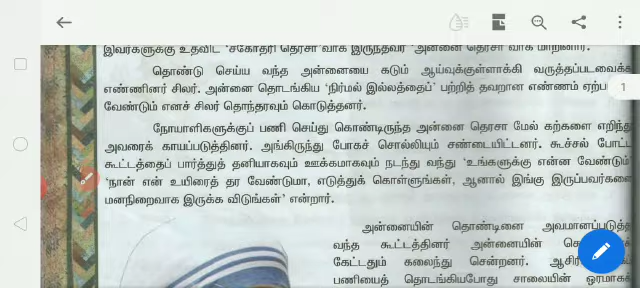 இவர்களுக்கு உதவிட 'சகோதரி தெரசா'வாக இருந்தவர் 'அன்னை தெரசா'வாக மாறினார்.
தொண்டு செய்ய வந்த அன்னையை கடும் ஆய்வுக்குள்ளாக்கி வருத்தப்படவைக்க
எண்ணினர் சிலர். அன்னை தொடங்கிய 'நிர்மல் இல்லத்தைப்' பற்றித் தவறான எண்ணம்
1
வேண்டும் எனச் சிலர் தொந்தரவும் கொடுத்தனர்.
நோயாளிகளுக்குப் பணி செய்து கொண்டிருந்த அன்னை தெரசா மேல் கற்களை எறிந்து
அவரைக் காயப்படுத்தினர். அங்கிருந்து போகச் சொல்லியும் சண்டையிட்டனர். கூச்சல் போட்ட
கூட்டத்தைப் பார்த்துத் தனியாகவும் ஊக்கமாகவும் நடந்து வந்து 'உங்களுக்கு என்ன வேண்டும்
'நான் என் உயிரைத் தர வேண்டுமா, எடுத்துக் கொள்ளுங்கள், ஆனால் இங்கு இருப்பவர்களை
மனநிறைவாக இருக்க விடுங்கள்' என்றார்.
அன்னையின் தொண்டினை அவமானப்படுத்த
வந்த கூட்டத்தினர் அன்னையின்
கேட்டதும் கலைந்து சென்றனர்.
பணியைத் தொடங்கியபோது சாலையின் ஓரமாகக்